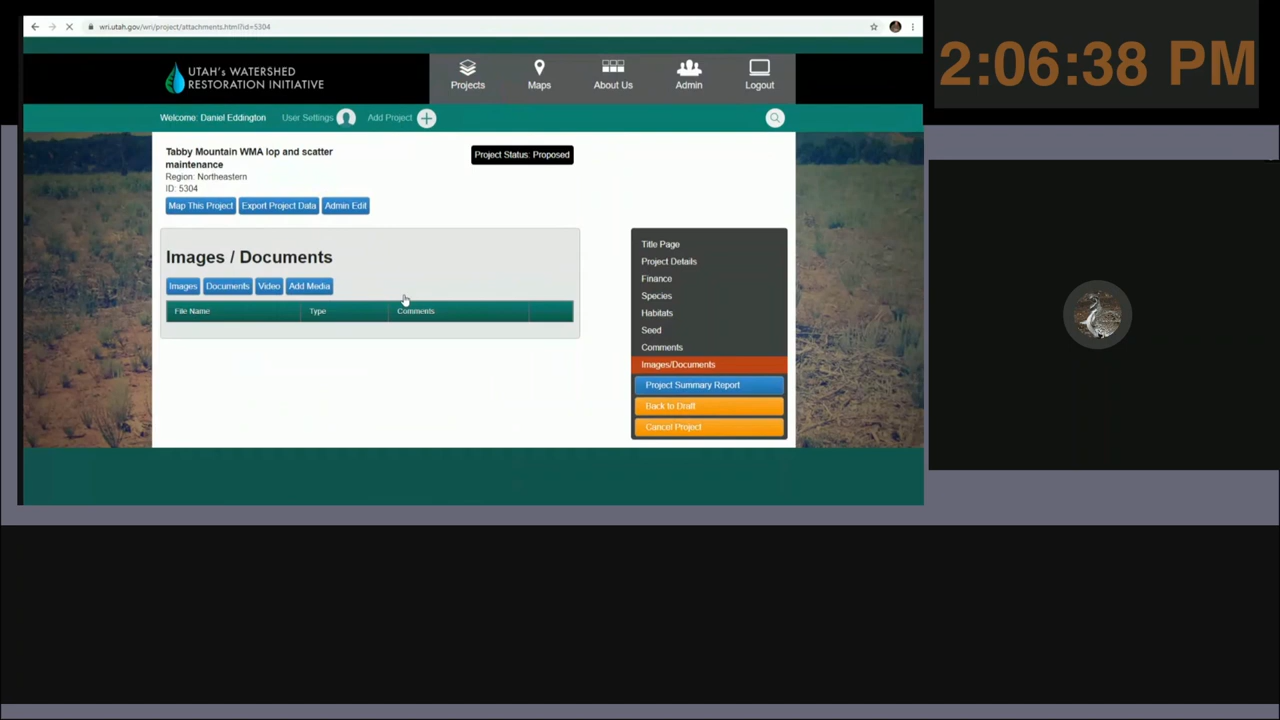 wri.utah.gov/wri/project/attachments.html?id=5304
2:06:38 PM
UTAH's WATERSHED
RESTORATION INITIATIVE
Projects
Maps
About Us
Admin
Logout
Welcome: Daniel Eddington
User Settings
Add Project
Tabby Mountain WMA lop and scatter
maintenance
Region: Northeastern
ID: 5304
Project Status: Proposed
Map This Project
Export Project Data
Admin Edit
Images / Documents
Images
Documents
Video
Add Media
File Name
Type
Comments
Title Page
Project Details
Finance
Species
Habitats
Seed
Comments
Images/Documents
Project Summary Report
Back to Draft
Cancel Project